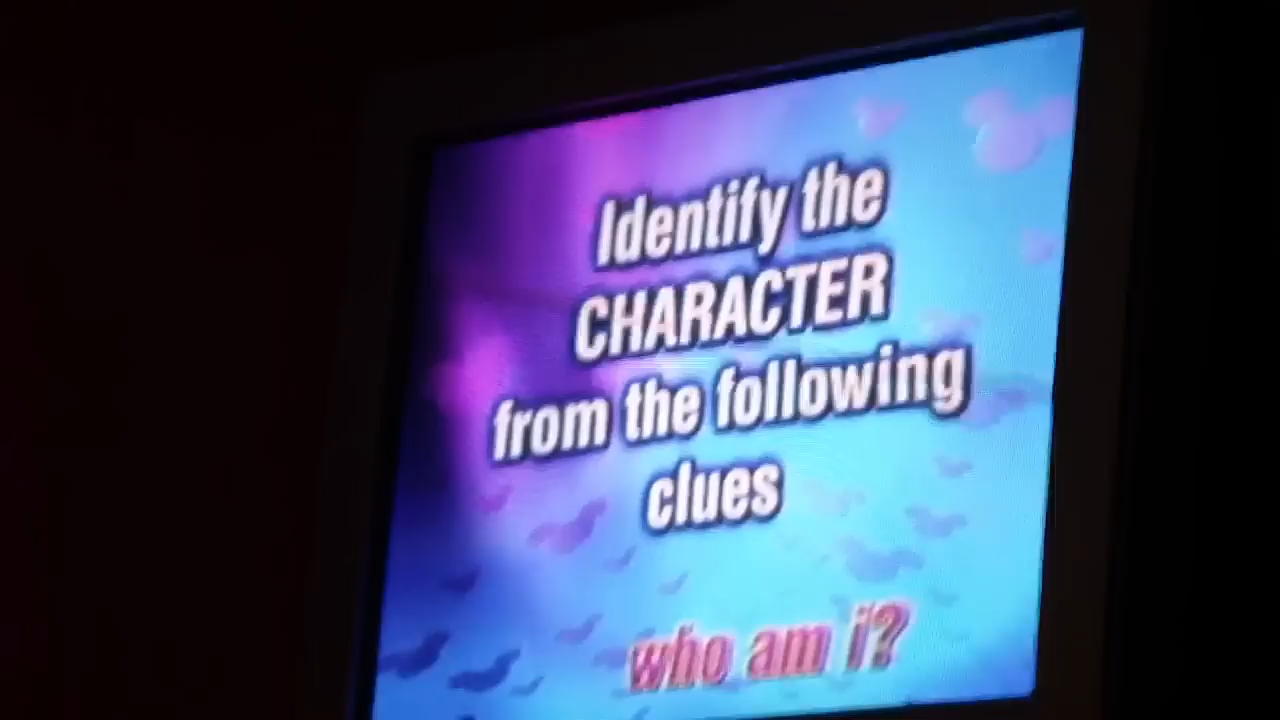 Identify the
CHARACTER
from the following
clues
who am i?